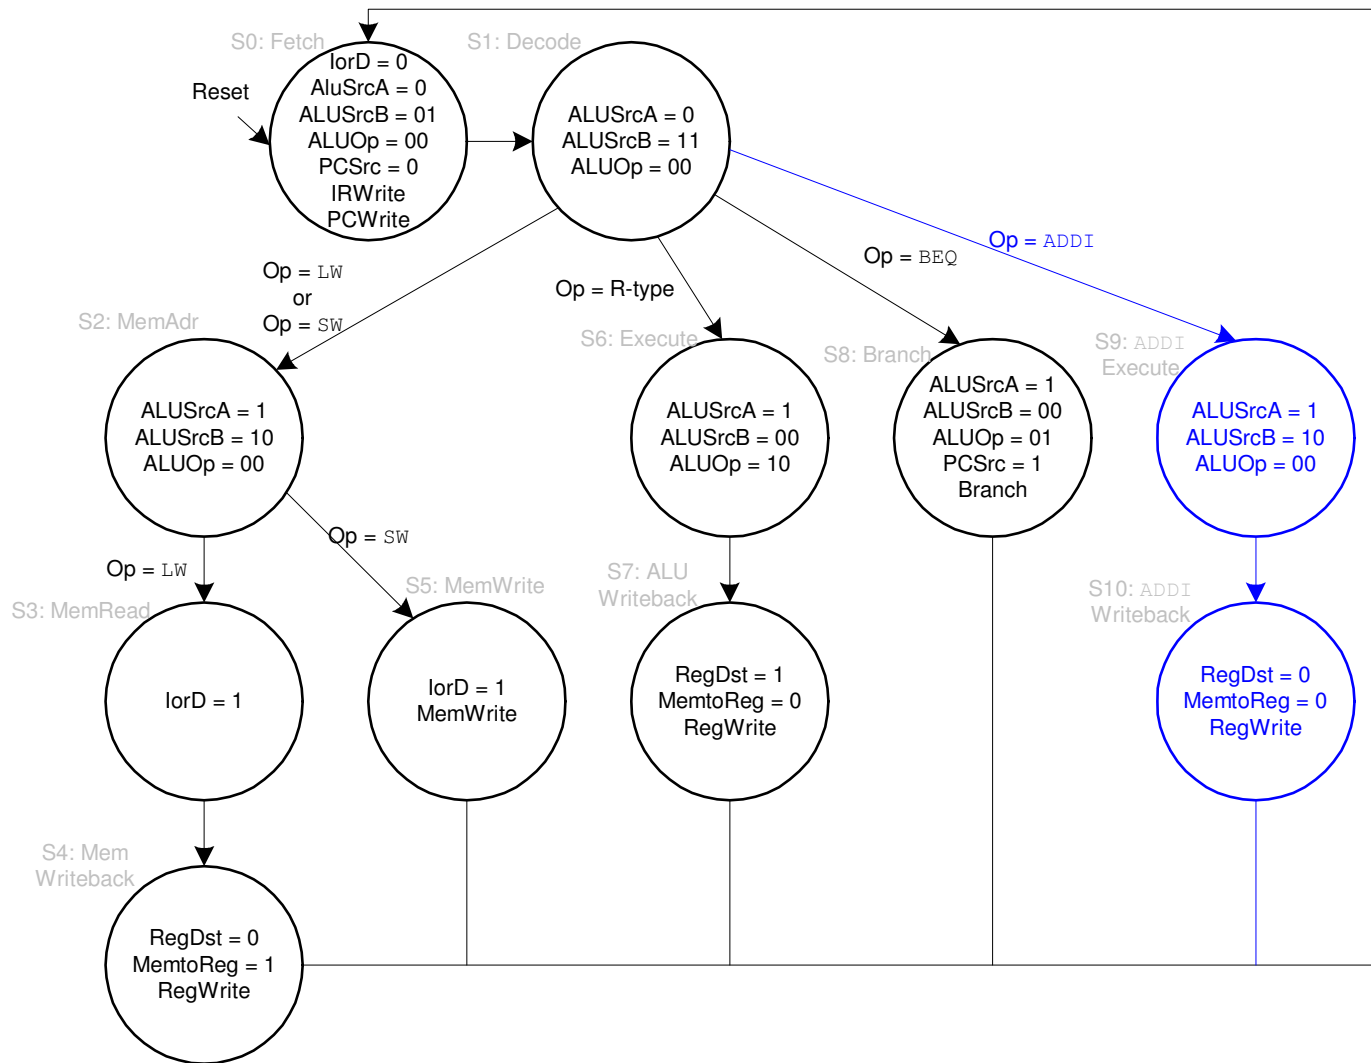 S0: Fetch
S1: Decode
Reset
IorD = 0
AluSrcA = 0
ALUSrcB = 01
ALUOp = 00
PCSrc = 0
IRWrite
PCWrite
ALUSrcA = 0
ALUSrcB = 11
ALUOp = 00
Op = LW
or
Op = SW
Op = R-type
Op = BEQ
Op = ADDI
S2: MemAdr
S6: Execute
S8: Branch
S9: ADDI
Execute
ALUSrcA = 1
ALUSrcB = 10
ALUOp = 00
ALUSrcA = 1
ALUSrcB = 00
ALUOp = 10
ALUSrcA = 1
ALUSrcB = 00
ALUOp = 01
PCSrc = 1
Branch
ALUSrcA = 1
ALUSrcB = 10
ALUOp = 00
Op = LW
Op = SW
S3: MemRead
S5: MemWrite
S7: ALU
Writeback
S10: ADDI
Writeback
IorD = 1
IorD = 1
MemWrite
RegDst = 1
MemtoReg = 0
RegWrite
RegDst = 0
MemtoReg = 0
RegWrite
S4: Mem
Writeback
RegDst = 0
MemtoReg = 1
RegWrite